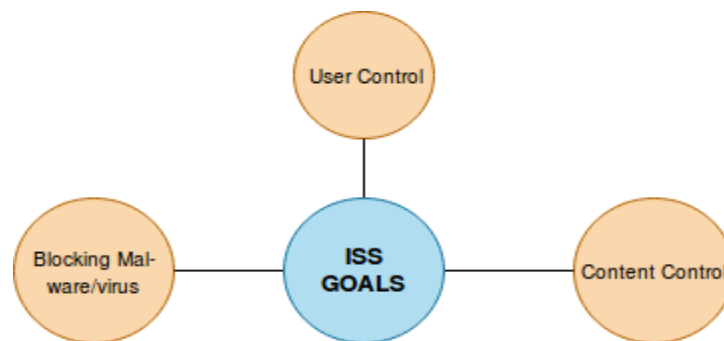 User Control
Blocking Mal-
ware/virus
ISS
GOALS
Content Control